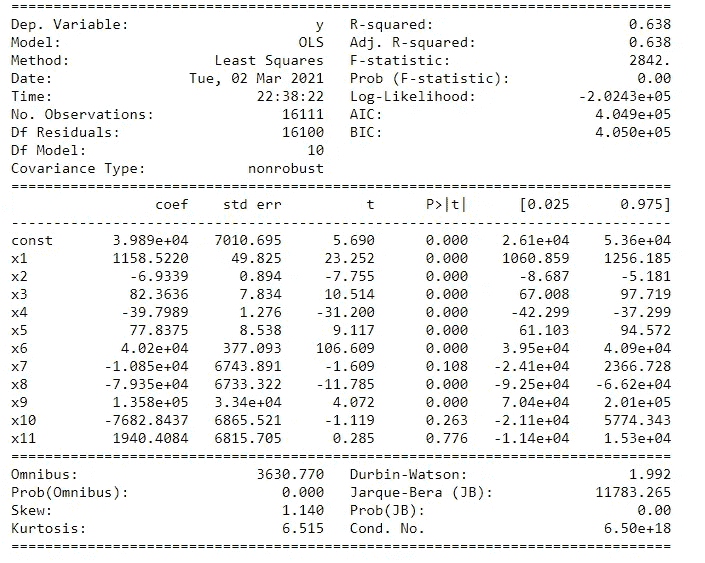 ==============================================================================
Dep. Variable:                      y   R-squared:                       0.638
Model:                            OLS   Adj. R-squared:                  0.638
Method:                 Least Squares   F-statistic:                     2842.
Date:                Tue, 02 Mar 2021   Prob (F-statistic):               0.00
Time:                        22:38:22   Log-Likelihood:            -2.0243e+05
No. Observations:               16111   AIC:                         4.049e+05
Df Residuals:                   16100   BIC:                         4.050e+05
Df Model:                          10
Covariance Type:            nonrobust
==============================================================================
                 coef    std err          t      P>|t|      [0.025      0.975]
------------------------------------------------------------------------------
const       3.989e+04   7010.695      5.690      0.000    2.61e+04    5.36e+04
x1          1158.5220     49.825     23.252      0.000    1060.859    1256.185
x2            -6.9339      0.894     -7.755      0.000      -8.687      -5.181
x3            82.3636      7.834     10.514      0.000      67.008      97.719
x4           -39.7989      1.276    -31.200      0.000     -42.299     -37.299
x5            77.8375      8.538      9.117      0.000      61.103      94.572
x6           4.02e+04    377.093    106.609      0.000    3.95e+04    4.09e+04
x7         -1.085e+04   6743.891     -1.609      0.108   -2.41e+04    2366.728
x8         -7.935e+04   6733.322    -11.785      0.000   -9.25e+04   -6.62e+04
x9          1.358e+05   3.34e+04      4.072      0.000    7.04e+04    2.01e+05
x10        -7682.8437   6865.521     -1.119      0.263   -2.11e+04    5774.343
x11         1940.4084   6815.705      0.285      0.776   -1.14e+04    1.53e+04
==============================================================================
Omnibus:                     3630.770   Durbin-Watson:                   1.992
Prob(Omnibus):                  0.000   Jarque-Bera (JB):            11783.265
Skew:                           1.140   Prob(JB):                         0.00
Kurtosis:                       6.515   Cond. No.                     6.50e+18
==============================================================================